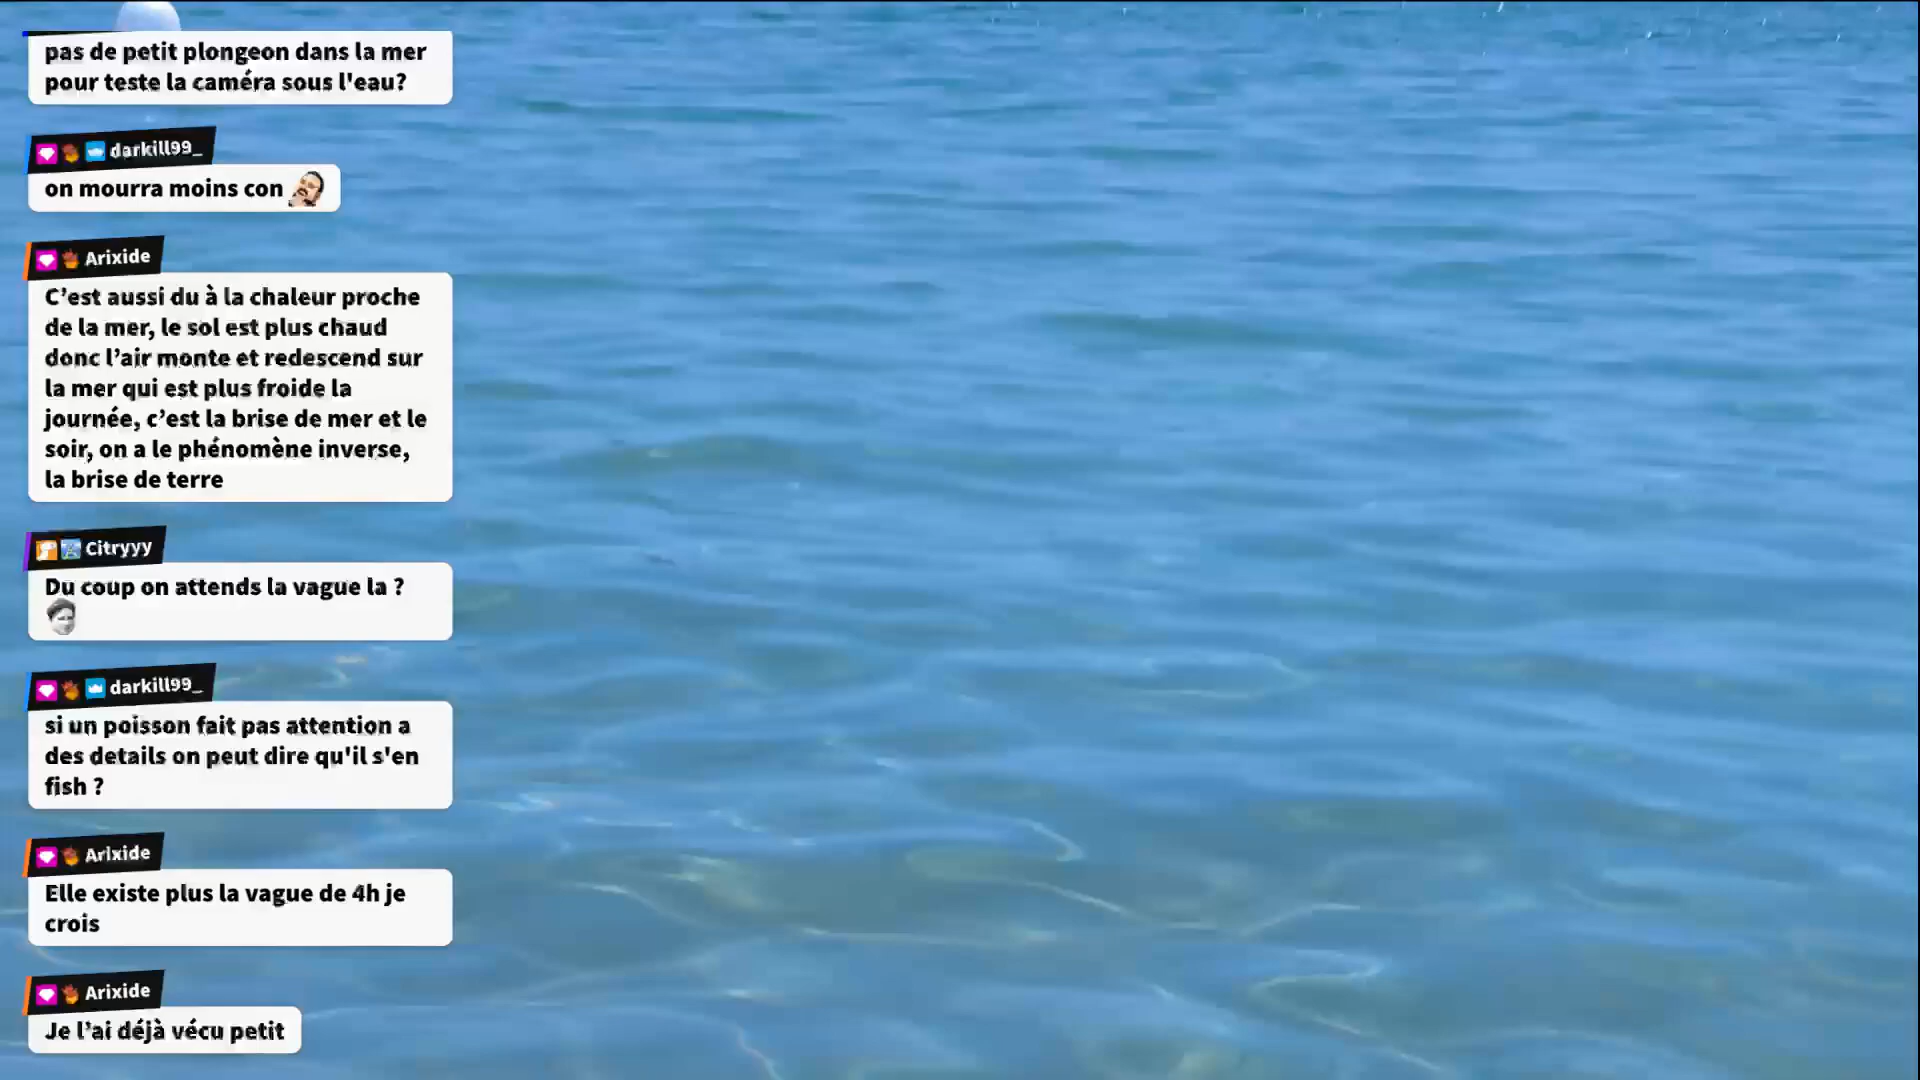 pas de petit plongeon dans la mer
pour teste la caméra sous l'eau?
darkill99_
on mourra moins con
Arixide
C’est aussi du à la chaleur proche
de la mer, le sol est plus chaud
donc l’air monte et redescend sur
la mer qui est plus froide la
journée, c’est la brise de mer et le
soir, on a le phénomène inverse,
la brise de terre
Citryyy
Du coup on attends la vague la ?
darkill99_
si un poisson fait pas attention a
des details on peut dire qu'il s'en
fish ?
Arixide
Elle existe plus la vague de 4h je
crois
Arixide
Je l’ai déjà vécu petit